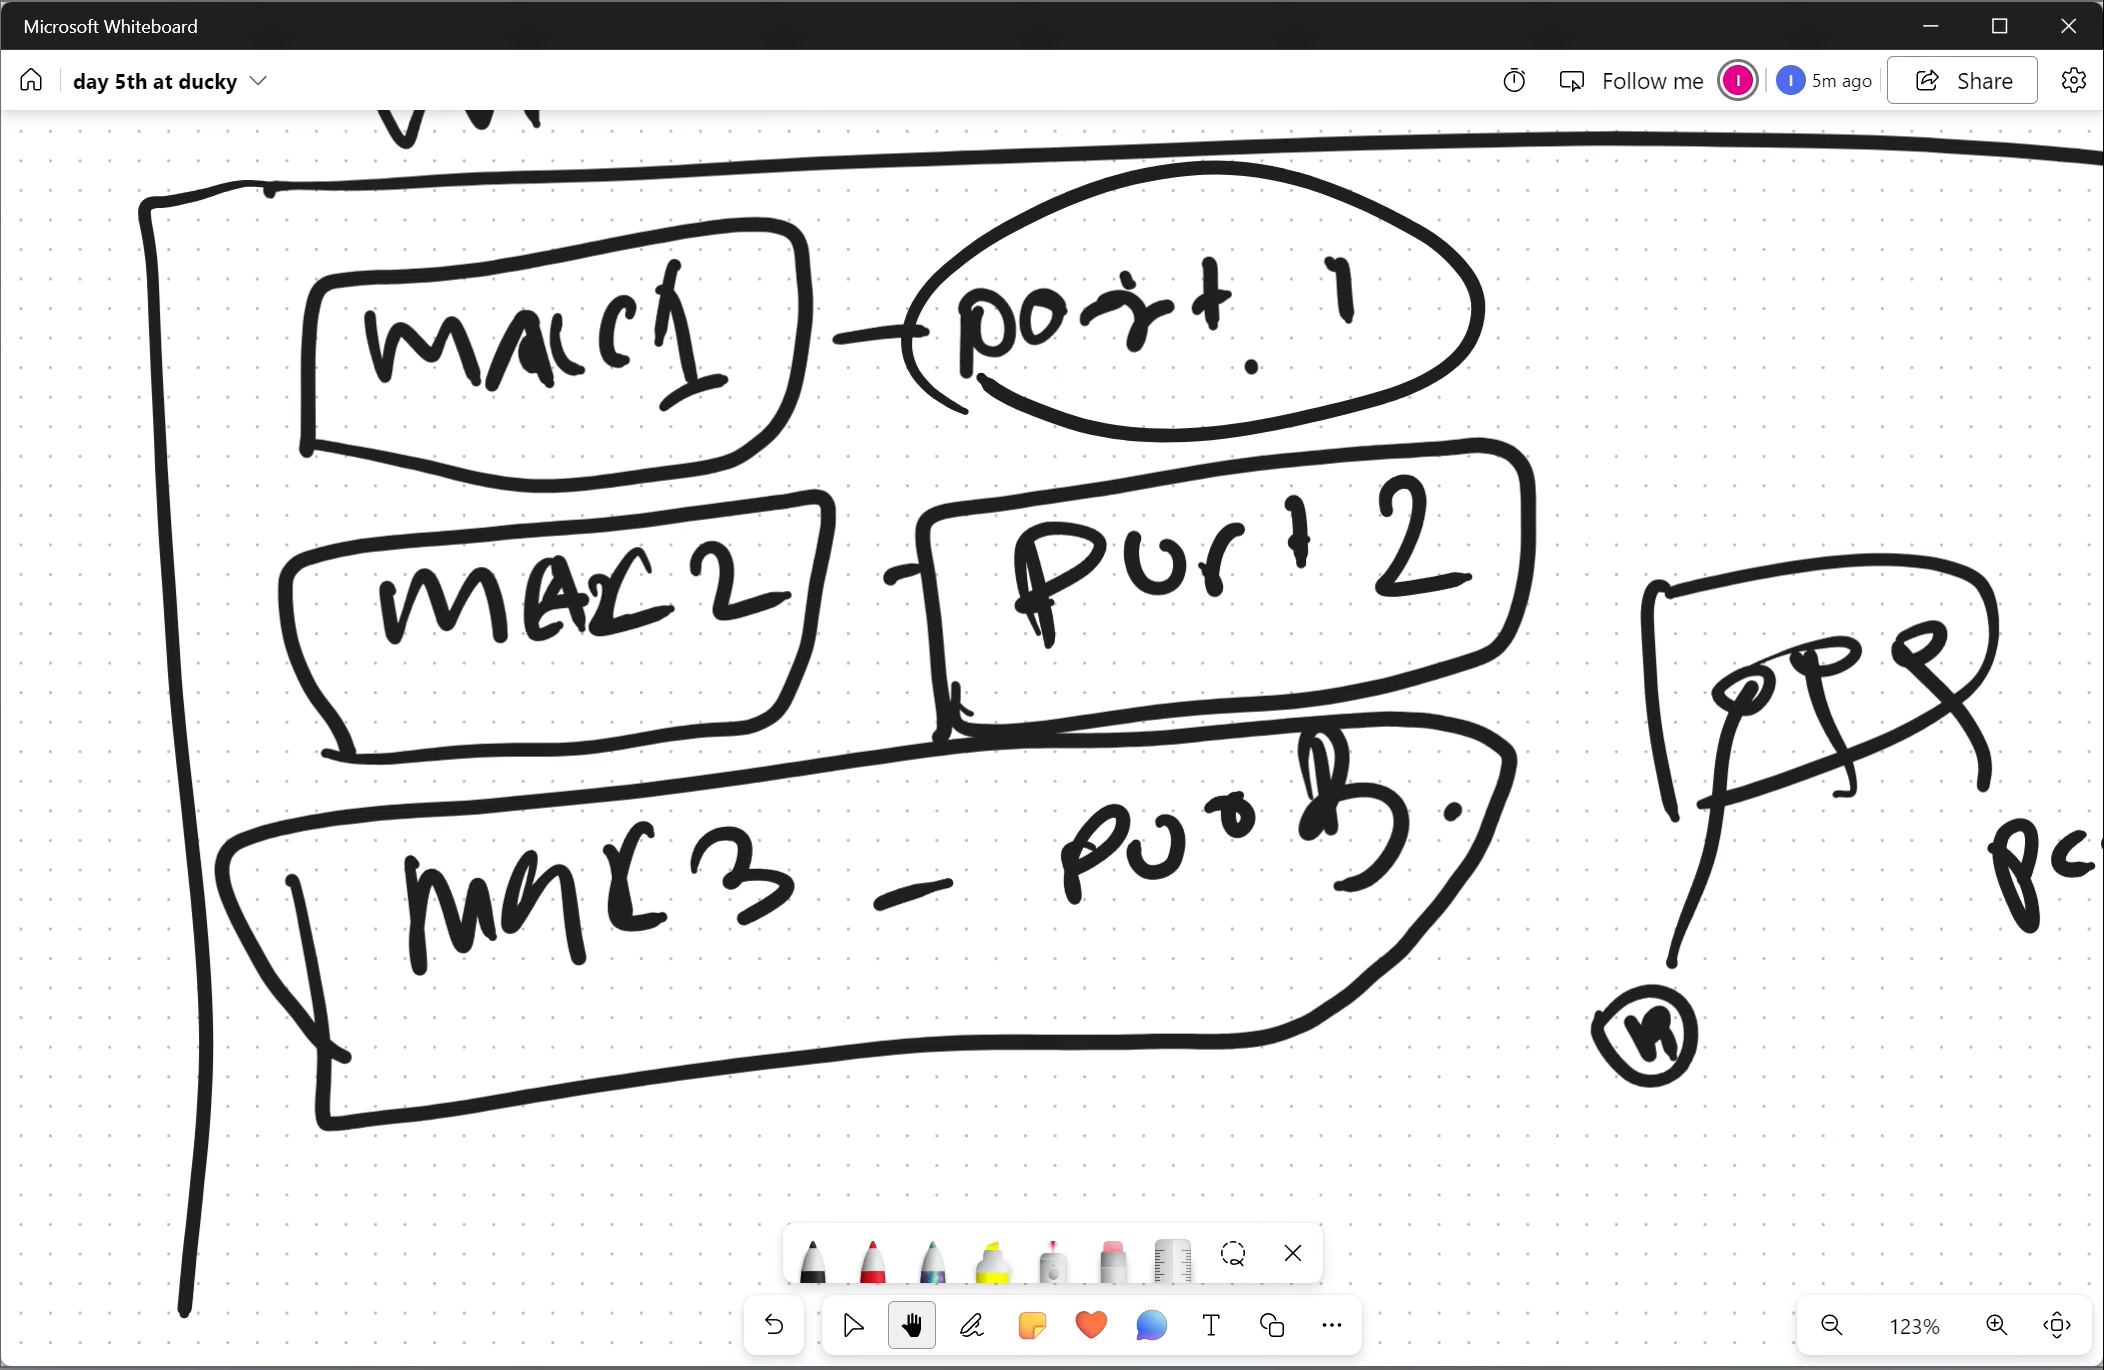 Microsoft Whiteboard
day 5th at ducky
Follow me
I
I
5m ago
Share
MAC1 - port. 1
MAC2 - port 2
MAC3 -
PC
123%